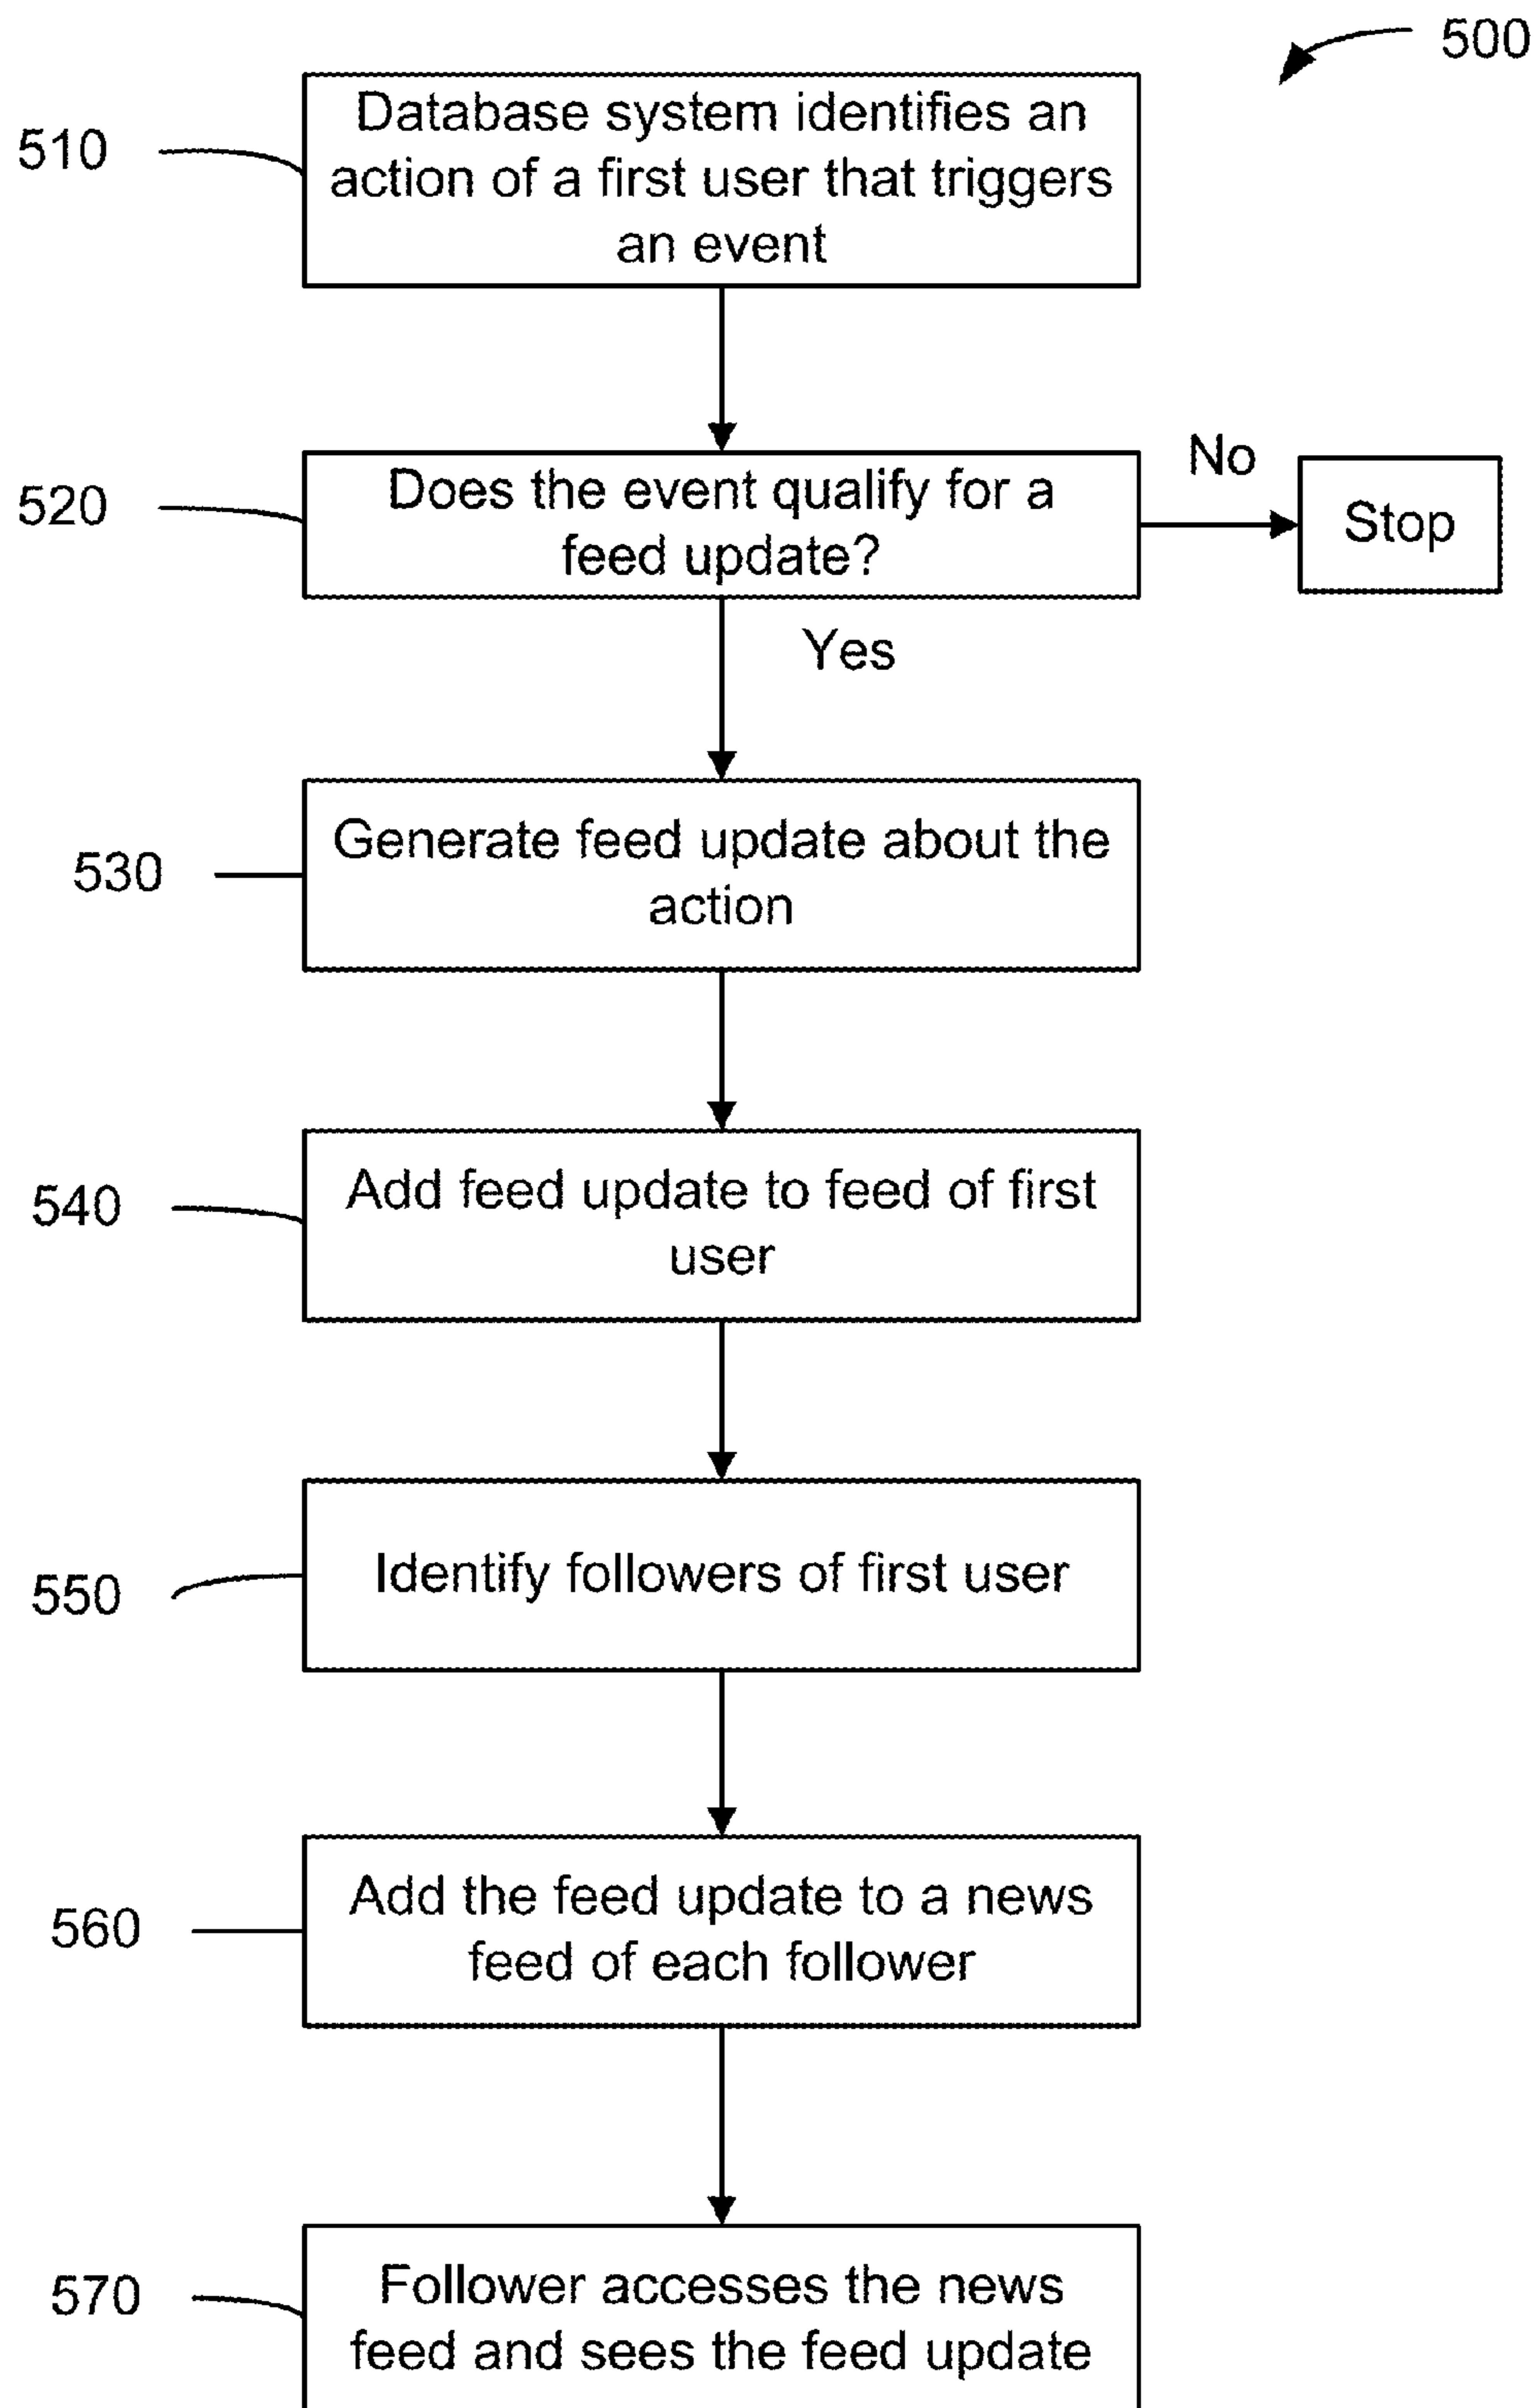 500
510
Database system identifies an
action of a first user that triggers
an event
520
Does the event qualify for a
feed update?
No
Stop
Yes
530
Generate feed update about the
action
540
Add feed update to feed of first
user
550
Identify followers of first user
560
Add the feed update to a news
feed of each follower
570
Follower accesses the news
feed and sees the feed update